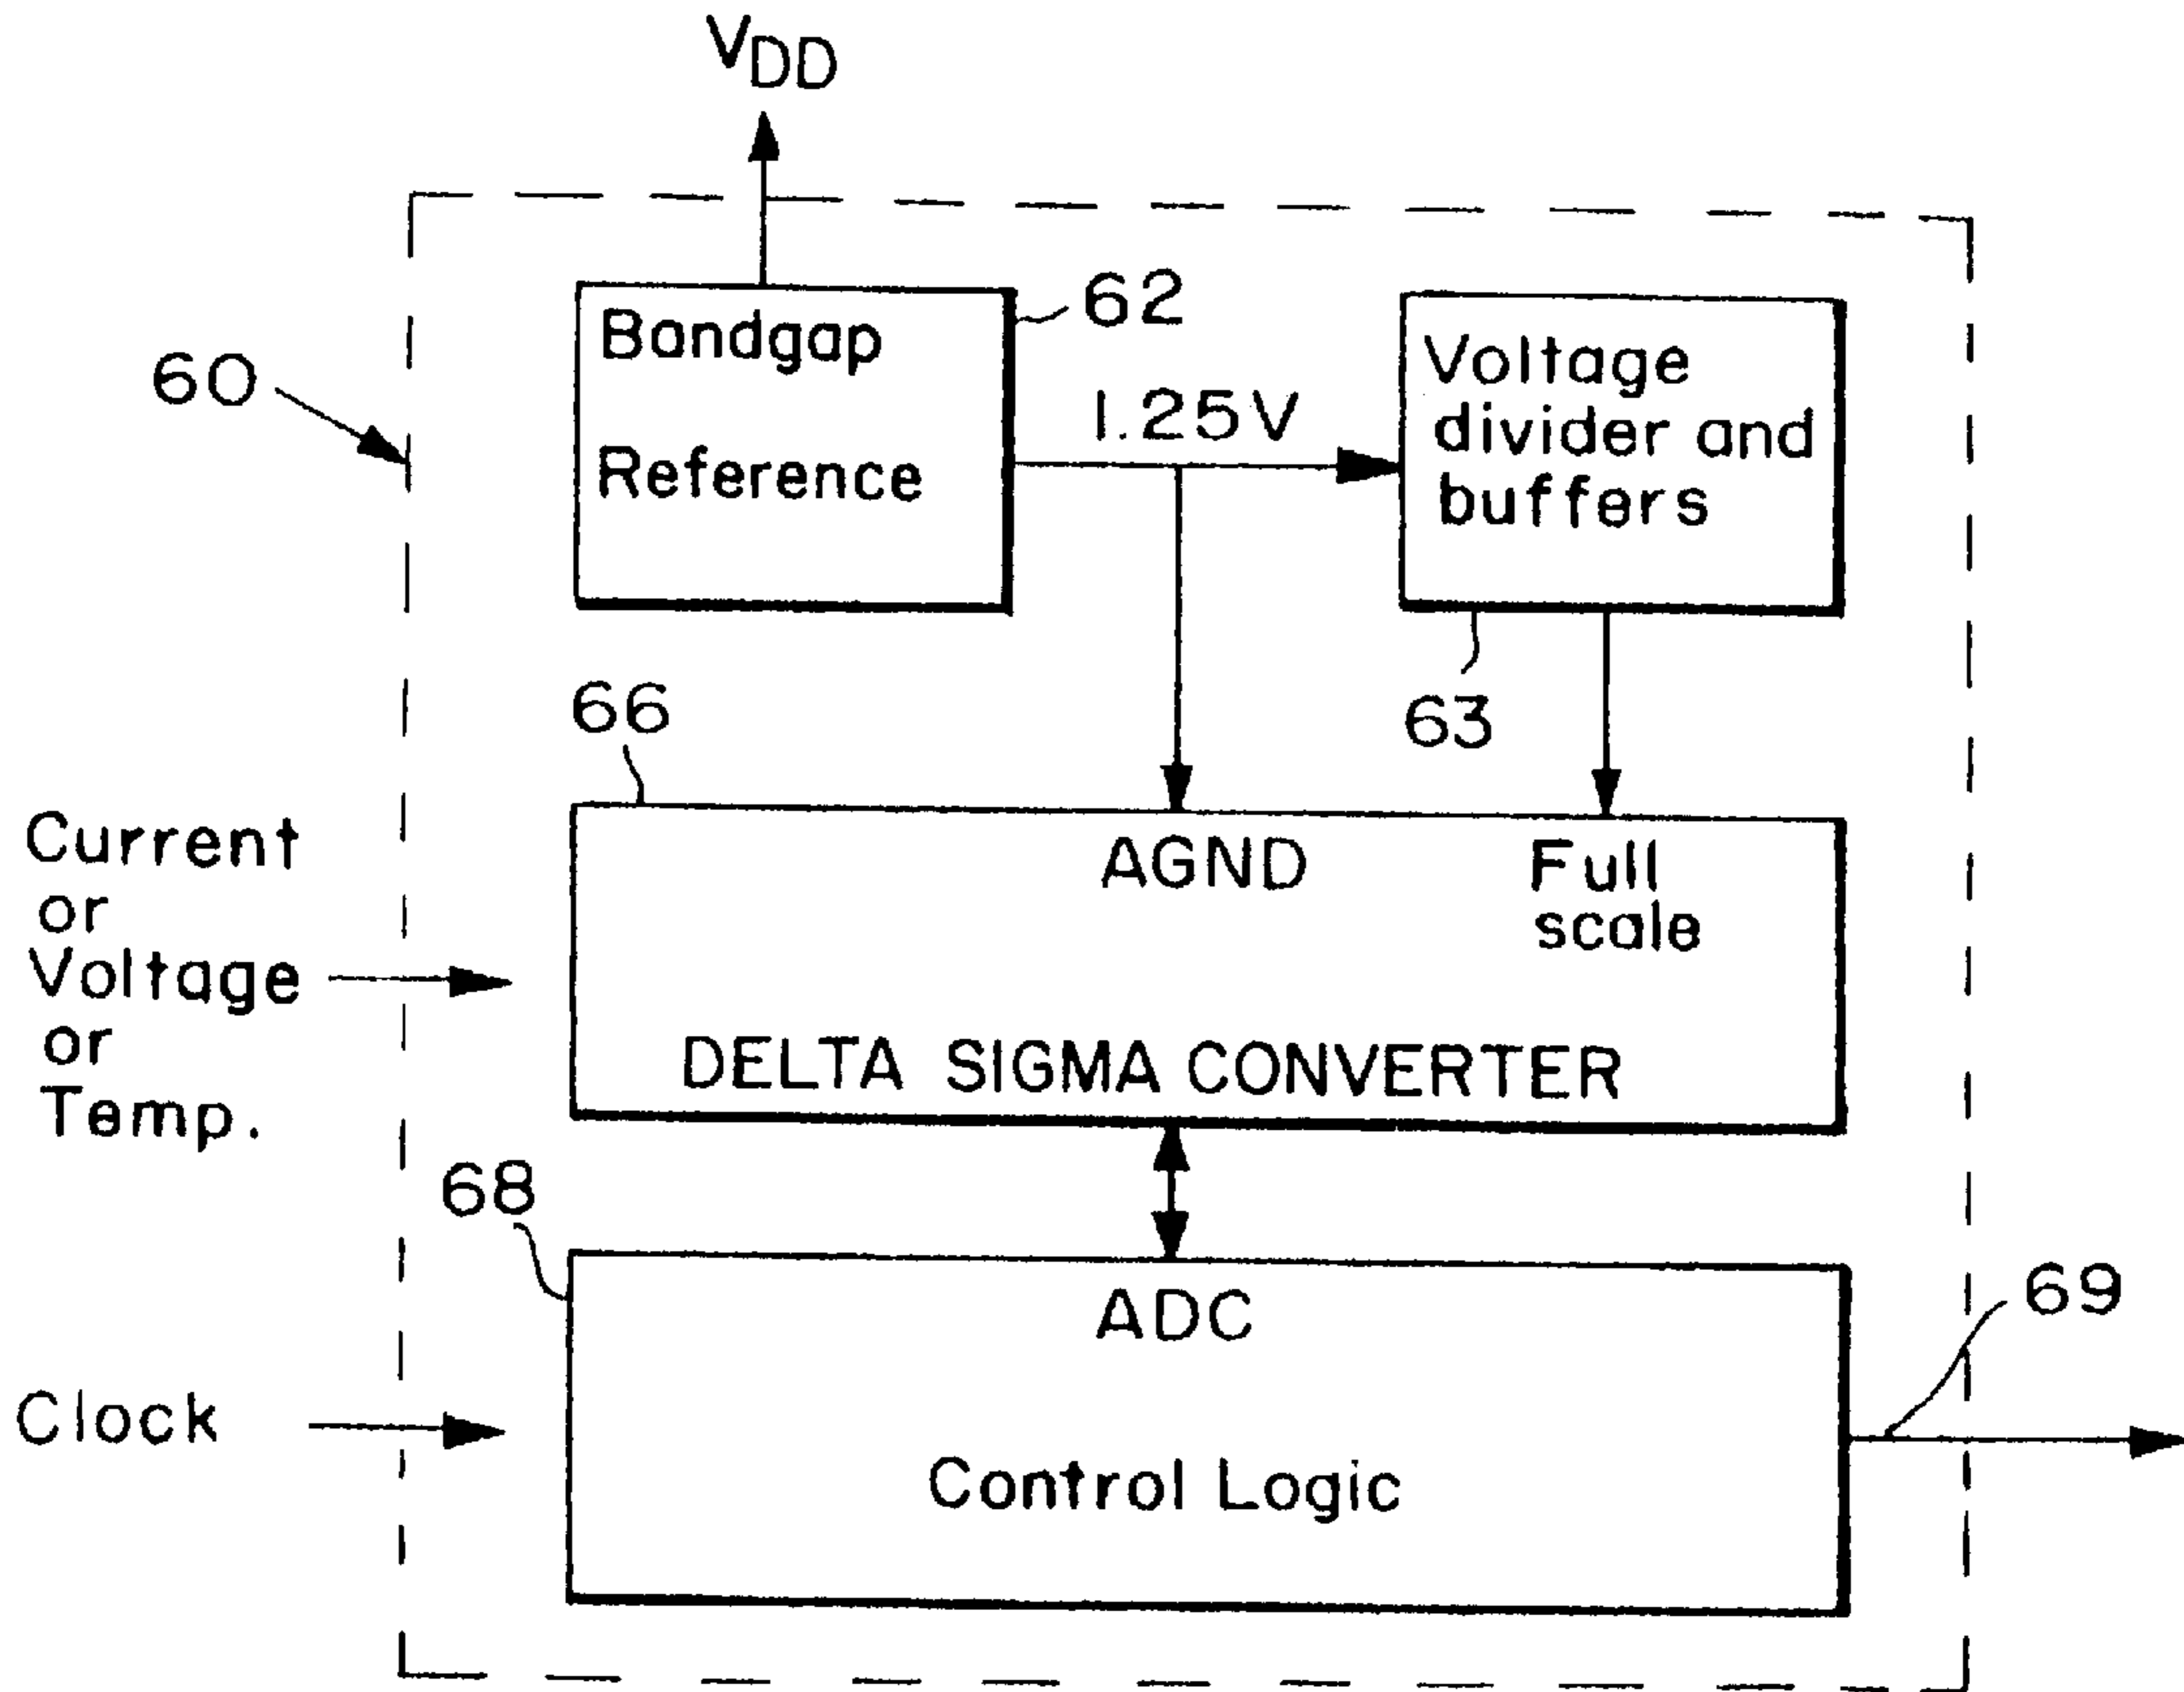 VDD
Bandgap
Reference
62
1.25V
Voltage
divider and
buffers
60
63
66
AGND
Full
scale
DELTA SIGMA CONVERTER
Current
or
Voltage
or
Temp.
68
ADC
Control Logic
Clock
69